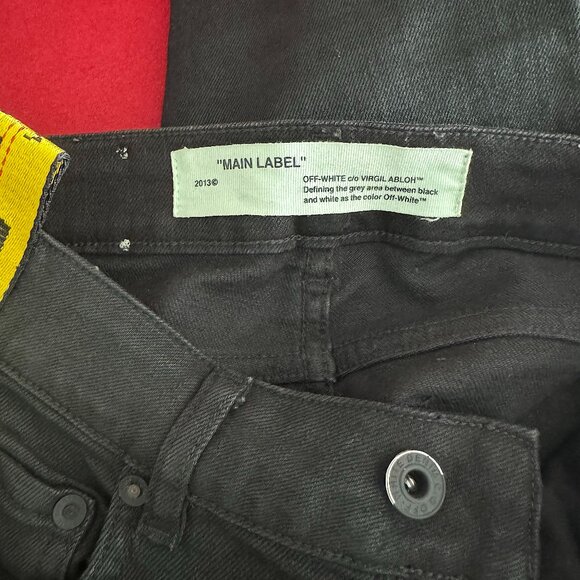 "MAIN LABEL"
2013©
OFF-WHITE c/o VIRGIL ABLOH™
Defining the grey area between black
and white as the color Off-White™